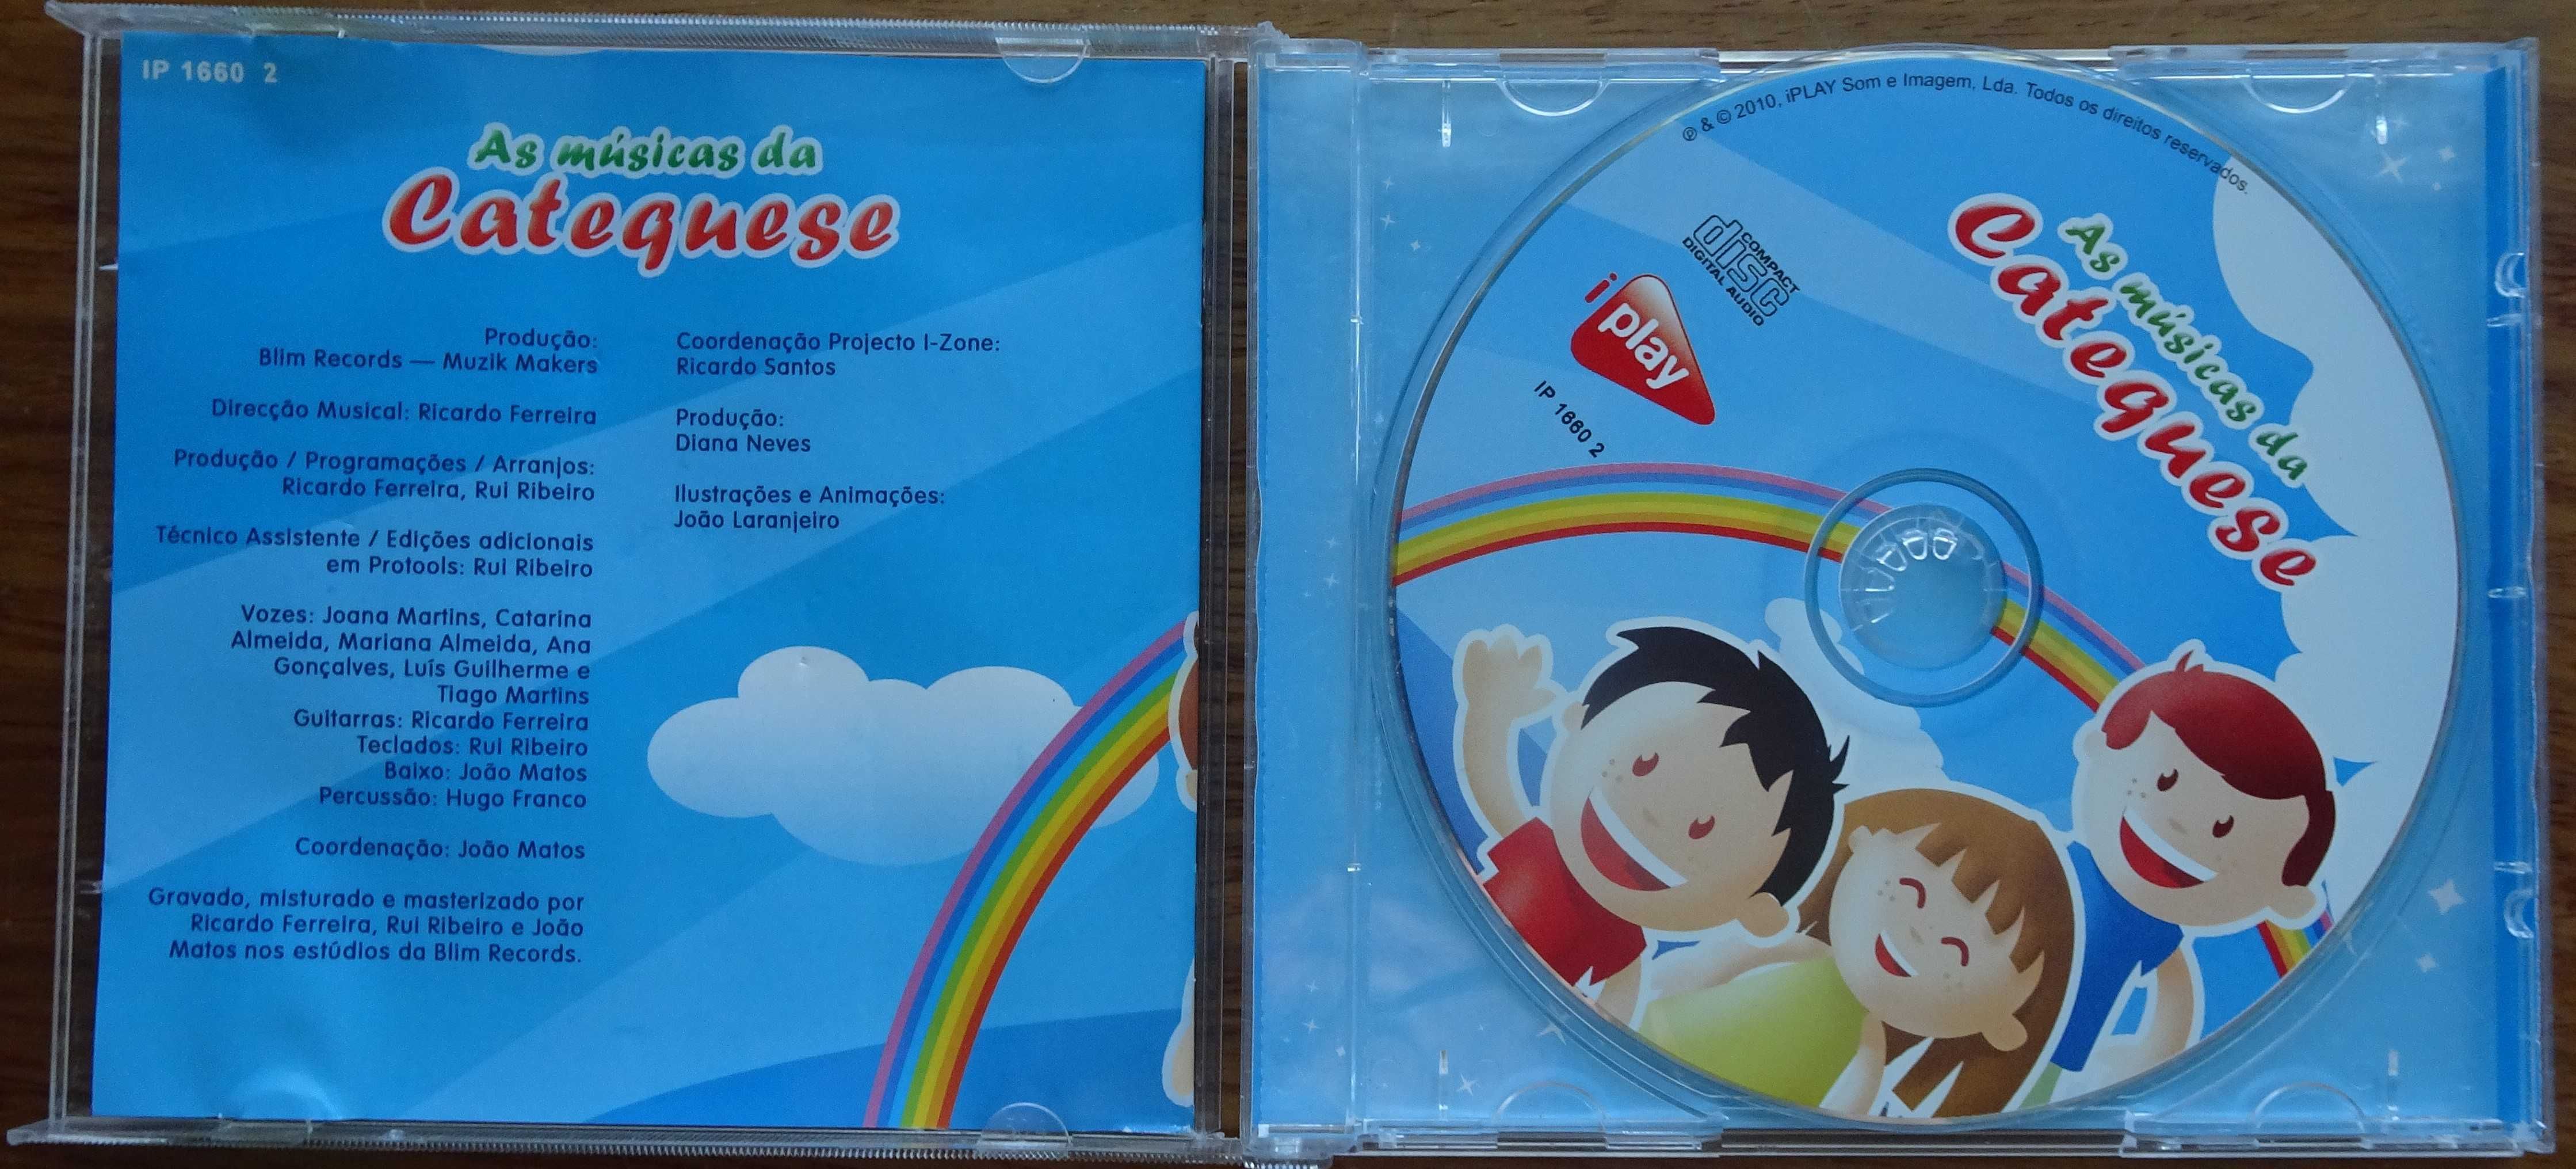 IP 1660 2
As músicas da
Catequese
Produção:
Blim Records — Muzik Makers
Direcção Musical: Ricardo Ferreira
Produção / Programações / Arranjos:
Ricardo Ferreira, Rui Ribeiro
Técnico Assistente / Edições adicionais
em Protools: Rui Ribeiro
Vozes: Joana Martins, Catarina
Almeida, Mariana Almeida, Ana
Gonçalves, Luís Guilherme e
Tiago Martins
Guitarras: Ricardo Ferreira
Teclados: Rui Ribeiro
Baixo: João Matos
Percussão: Hugo Franco
Coordenação: João Matos
Gravado, misturado e masterizado por
Ricardo Ferreira, Rui Ribeiro e João
Matos nos estúdios da Blim Records.
Coordenação Projecto I-Zone:
Ricardo Santos
Produção:
Diana Neves
Ilustrações e Animações:
João Laranjeiro
℗ & © 2010, iPLAY Som e Imagem, Lda. Todos os direitos reservados.
As músicas da
Catequese
COMPACT
disc
DIGITAL AUDIO
i play
IP 1660 2